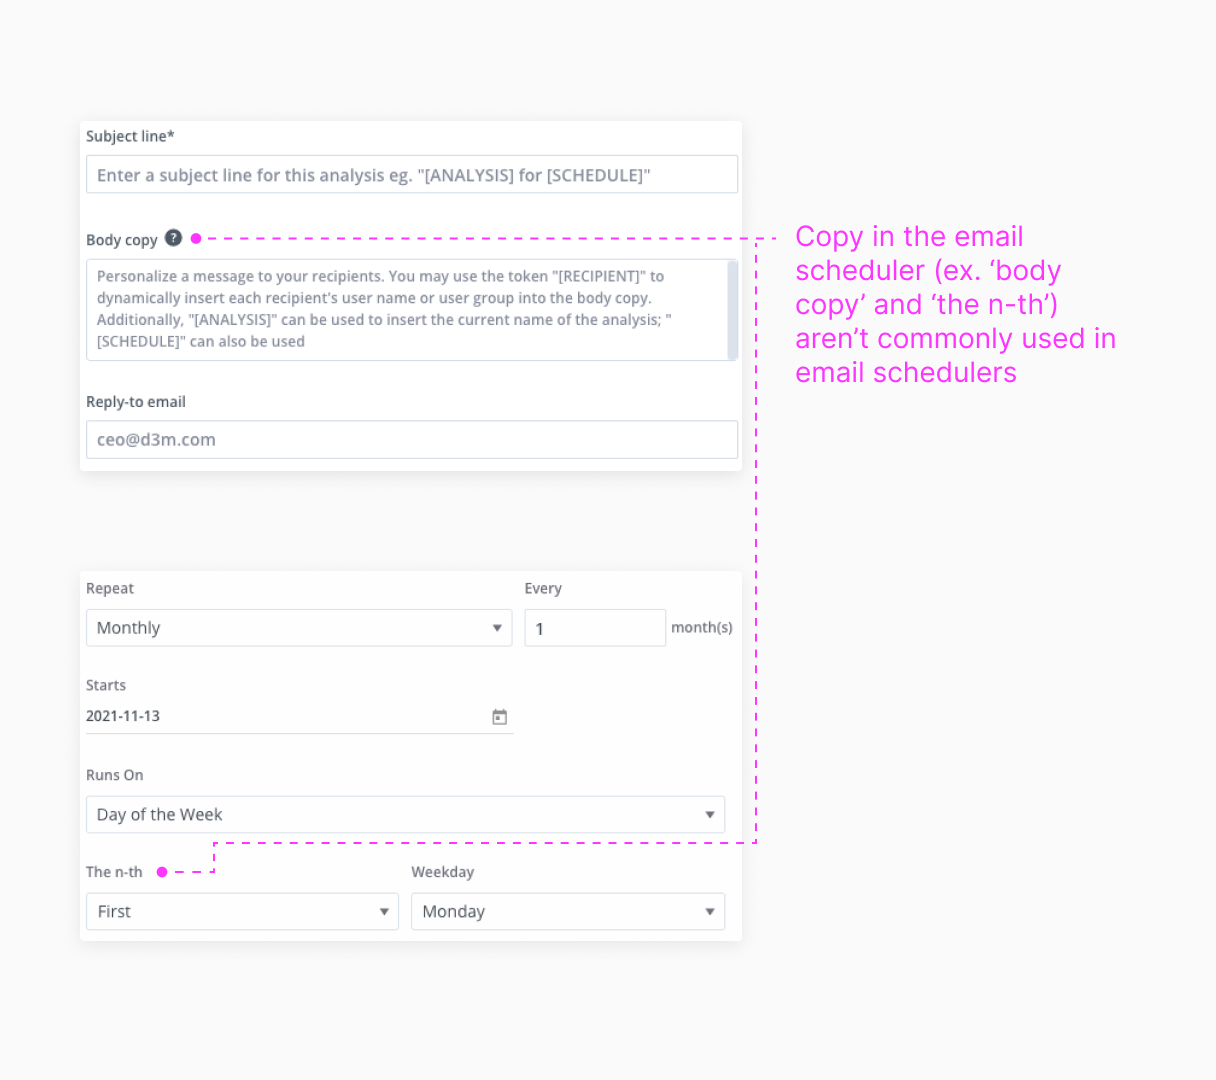 Subject line*
Enter a subject line for this analysis eg. "[ANALYSIS] for [SCHEDULE]"
Body copy ?
Personalize a message to your recipients. You may use the token "[RECIPIENT]" to
dynamically insert each recipient's user name or user group into the body copy.
Additionally, "[ANALYSIS]" can be used to insert the current name of the analysis; "
[SCHEDULE]" can also be used
Reply-to email
ceo@d3m.com
Copy in the email
scheduler (ex. ‘body
copy’ and ‘the n-th’)
aren’t commonly used in
email schedulers
Repeat Every
Monthly 1 month(s)
Starts
2021-11-13
Runs On
Day of the Week
The n-th Weekday
First Monday